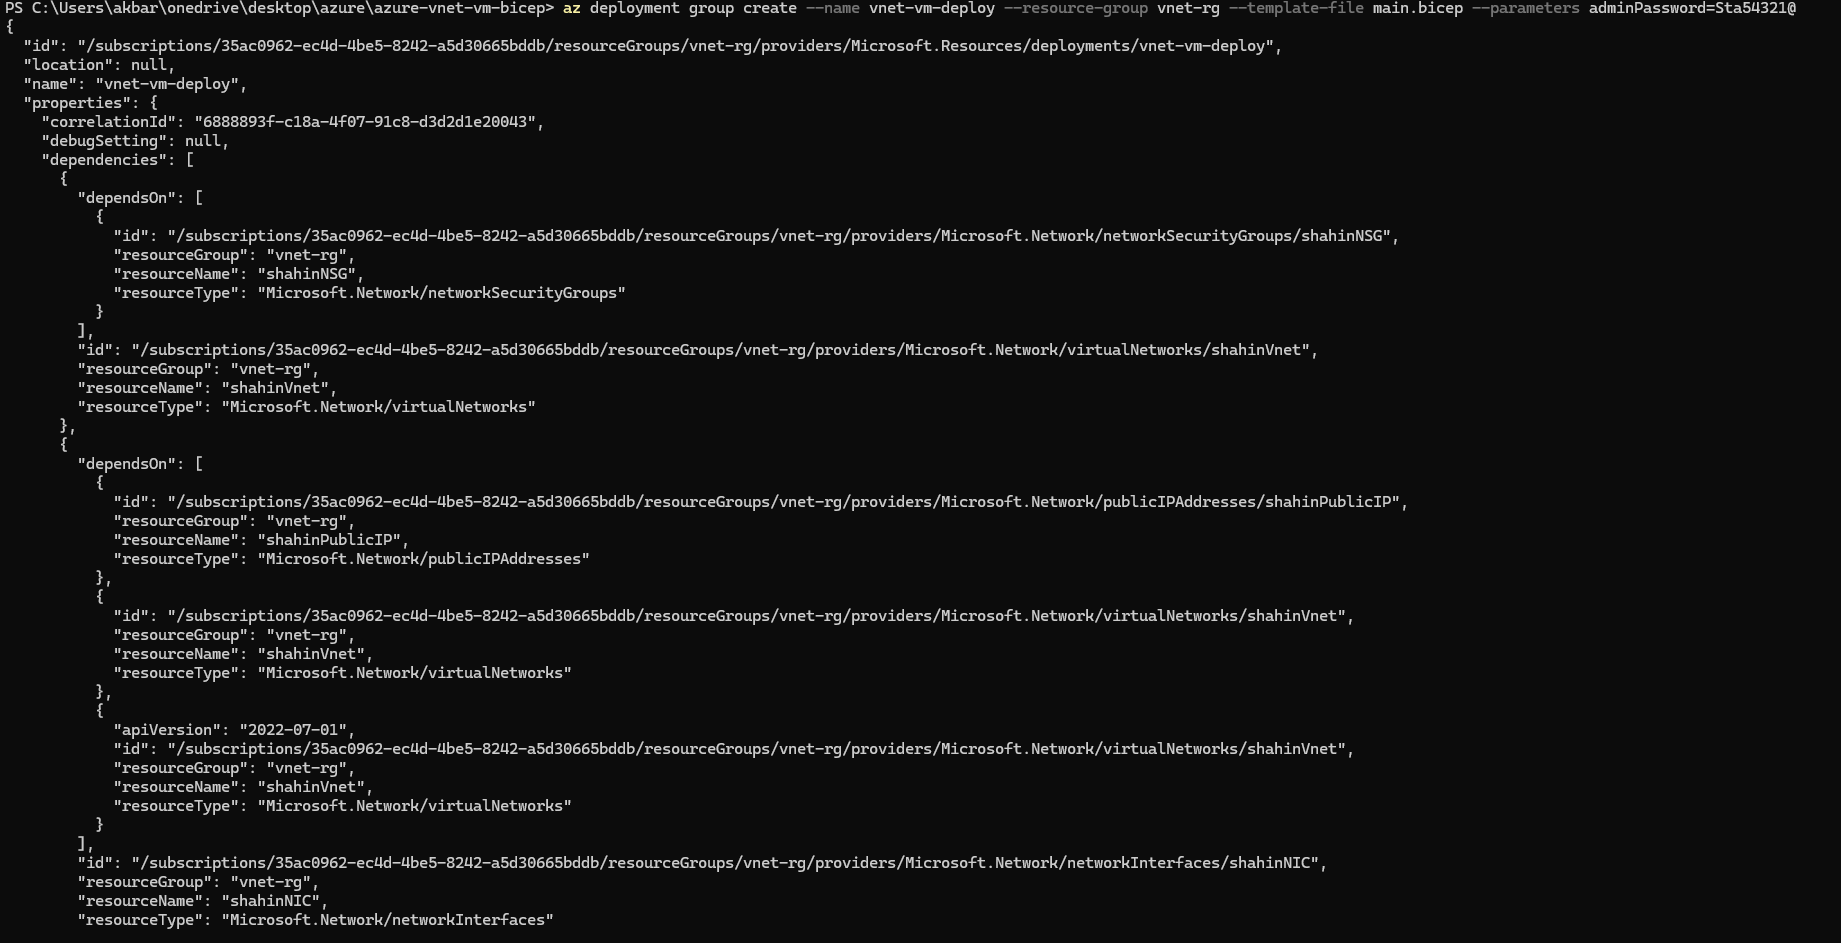 PS C:\Users\akbar\onedrive\desktop\azure\azure-vnet-vm-bicep> az deployment group create --name vnet-vm-deploy --resource-group vnet-rg --template-file main.bicep --parameters adminPassword=Sta54321@
{
  "id": "/subscriptions/35ac0962-ec4d-4be5-8242-a5d30665bddb/resourceGroups/vnet-rg/providers/Microsoft.Resources/deployments/vnet-vm-deploy",
  "location": null,
  "name": "vnet-vm-deploy",
  "properties": {
    "correlationId": "6888893f-c18a-4f07-91c8-d3d2d1e20043",
    "debugSetting": null,
    "dependencies": [
      {
        "dependsOn": [
          {
            "id": "/subscriptions/35ac0962-ec4d-4be5-8242-a5d30665bddb/resourceGroups/vnet-rg/providers/Microsoft.Network/networkSecurityGroups/shahinNSG",
            "resourceGroup": "vnet-rg",
            "resourceName": "shahinNSG",
            "resourceType": "Microsoft.Network/networkSecurityGroups"
          }
        ],
        "id": "/subscriptions/35ac0962-ec4d-4be5-8242-a5d30665bddb/resourceGroups/vnet-rg/providers/Microsoft.Network/virtualNetworks/shahinVnet",
        "resourceGroup": "vnet-rg",
        "resourceName": "shahinVnet",
        "resourceType": "Microsoft.Network/virtualNetworks"
      },
      {
        "dependsOn": [
          {
            "id": "/subscriptions/35ac0962-ec4d-4be5-8242-a5d30665bddb/resourceGroups/vnet-rg/providers/Microsoft.Network/publicIPAddresses/shahinPublicIP",
            "resourceGroup": "vnet-rg",
            "resourceName": "shahinPublicIP",
            "resourceType": "Microsoft.Network/publicIPAddresses"
          },
          {
            "id": "/subscriptions/35ac0962-ec4d-4be5-8242-a5d30665bddb/resourceGroups/vnet-rg/providers/Microsoft.Network/virtualNetworks/shahinVnet",
            "resourceGroup": "vnet-rg",
            "resourceName": "shahinVnet",
            "resourceType": "Microsoft.Network/virtualNetworks"
          },
          {
            "apiVersion": "2022-07-01",
            "id": "/subscriptions/35ac0962-ec4d-4be5-8242-a5d30665bddb/resourceGroups/vnet-rg/providers/Microsoft.Network/virtualNetworks/shahinVnet",
            "resourceGroup": "vnet-rg",
            "resourceName": "shahinVnet",
            "resourceType": "Microsoft.Network/virtualNetworks"
          }
        ],
        "id": "/subscriptions/35ac0962-ec4d-4be5-8242-a5d30665bddb/resourceGroups/vnet-rg/providers/Microsoft.Network/networkInterfaces/shahinNIC",
        "resourceGroup": "vnet-rg",
        "resourceName": "shahinNIC",
        "resourceType": "Microsoft.Network/networkInterfaces"